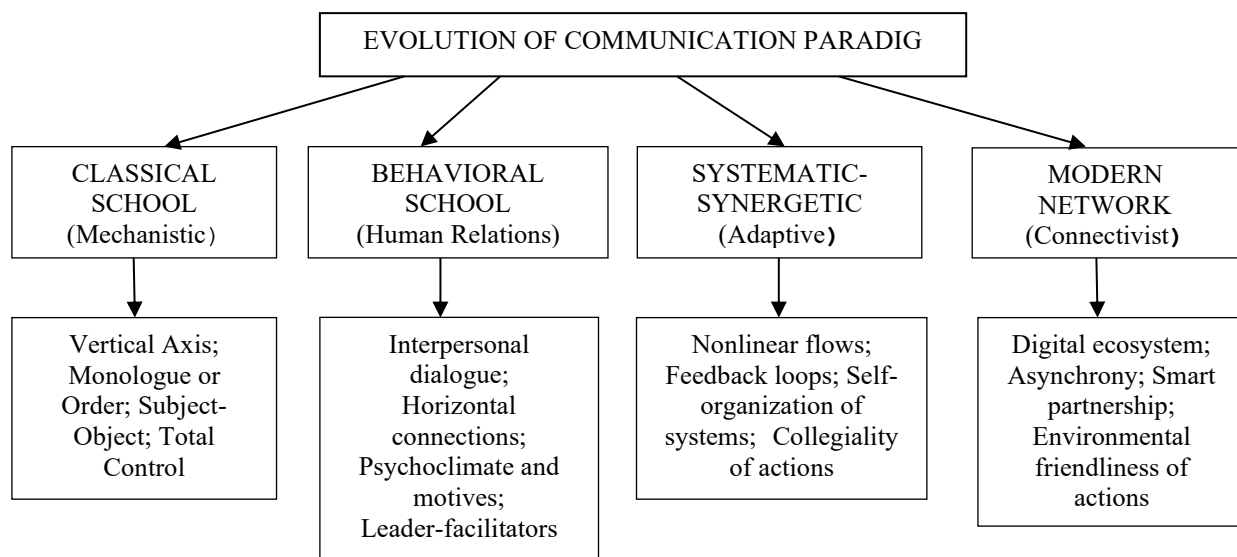 EVOLUTION OF COMMUNICATION PARADIG
CLASSICAL
SCHOOL
(Mechanistic)
BEHAVIORAL
SCHOOL
(Human Relations)
SYSTEMATIC-
SYNERGETIC
(Adaptive)
MODERN
NETWORK
(Connectivist)
Vertical Axis;
Monologue or
Order; Subject-
Object; Total
Control
Interpersonal
dialogue;
Horizontal
connections;
Psychoclimate and
motives;
Leader-facilitators
Nonlinear flows;
Feedback loops; Self-
organization of
systems; Collegiality
of actions
Digital ecosystem;
Asynchrony; Smart
partnership;
Environmental
friendliness of
actions